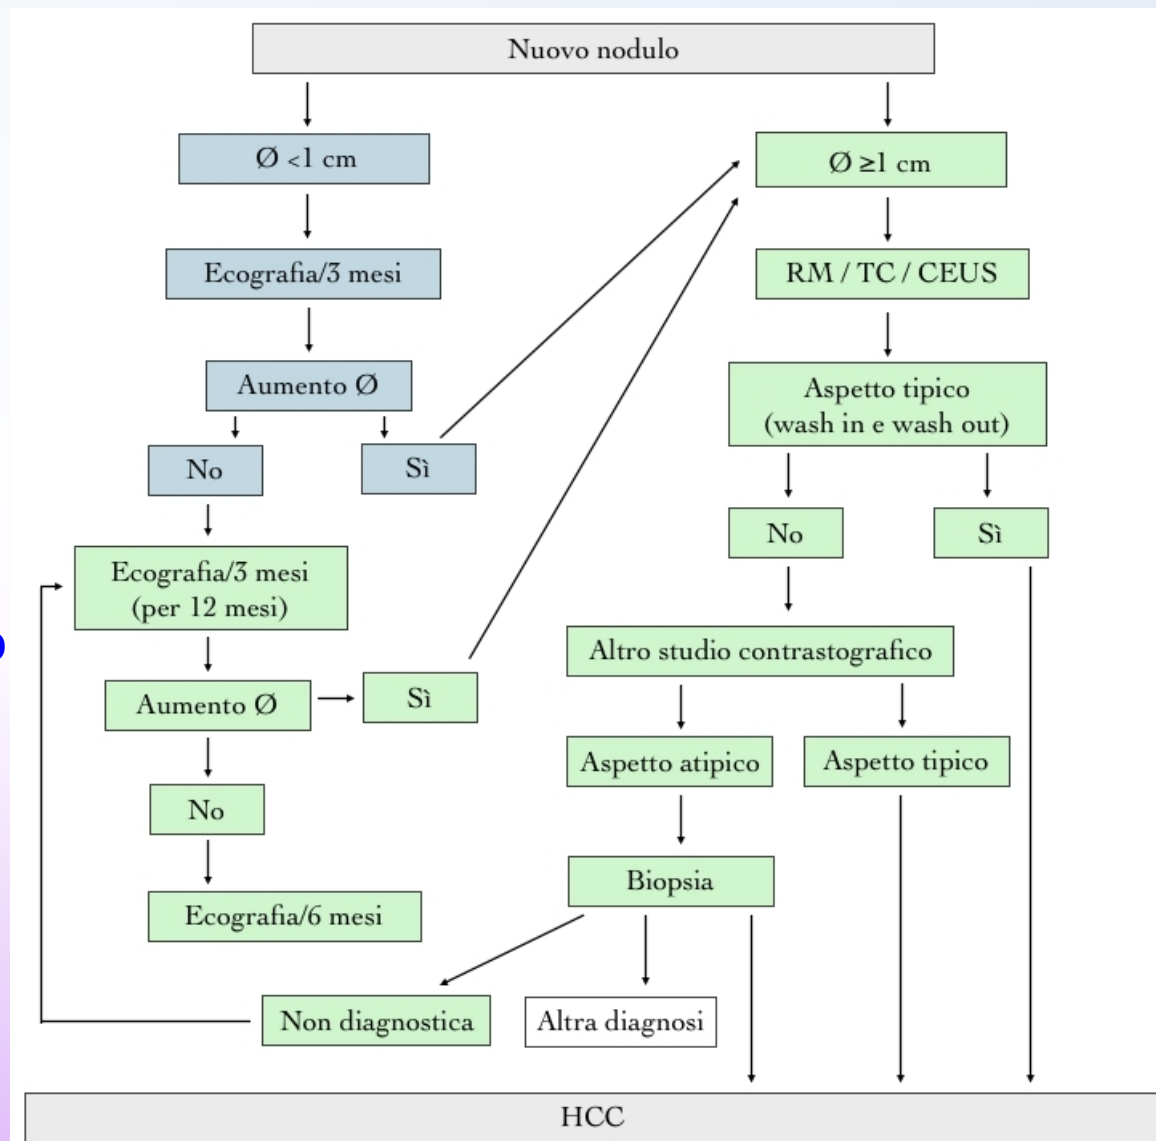 Nuovo nodulo
Ø <1 cm
Ø ≥1 cm
Ecografia/3 mesi
RM / TC / CEUS
Aumento Ø
Aspetto tipico
(wash in e wash out)
No
Sì
No
Sì
Ecografia/3 mesi
(per 12 mesi)
Altro studio contrastografico
Aumento Ø
Sì
Aspetto atipico
Aspetto tipico
No
Biopsia
Ecografia/6 mesi
Non diagnostica
Altra diagnosi
HCC